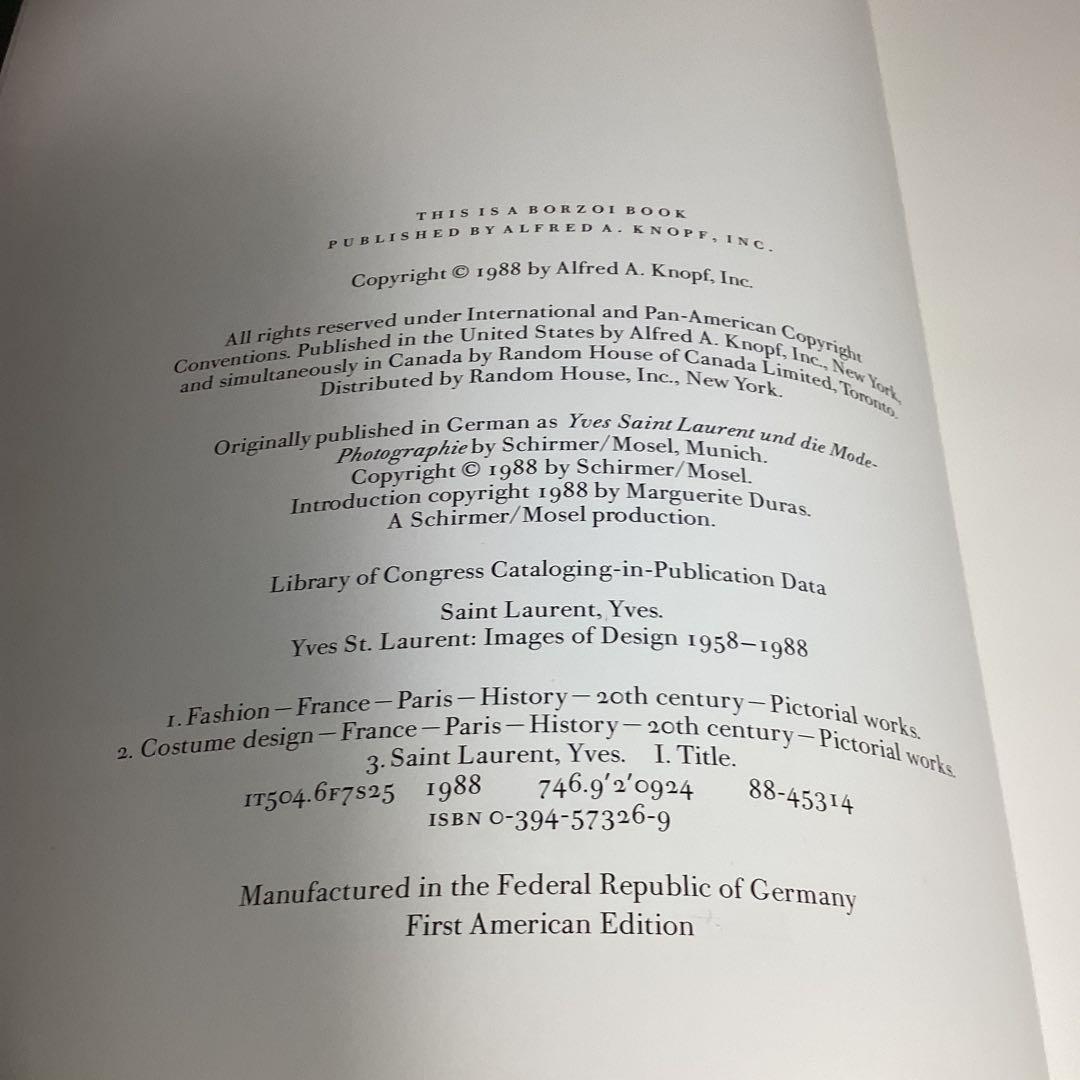 THIS IS A BORZOI BOOK
PUBLISHED BY ALFRED A. KNOPF, INC.
Copyright © 1988 by Alfred A. Knopf, Inc.
All rights reserved under International and Pan-American Copyright
Conventions. Published in the United States by Alfred A. Knopf, Inc., New York,
and simultaneously in Canada by Random House of Canada Limited, Toronto.
Distributed by Random House, Inc., New York.
Originally published in German as Yves Saint Laurent und die Mode-
Photographie by Schirmer/Mosel, Munich.
Copyright © 1988 by Schirmer/Mosel.
Introduction copyright 1988 by Marguerite Duras.
A Schirmer/Mosel production.
Library of Congress Cataloging-in-Publication Data
Saint Laurent, Yves.
Yves St. Laurent: Images of Design 1958–1988
1. Fashion—France—Paris—History—20th century—Pictorial works.
2. Costume design—France—Paris—History—20th century—Pictorial works.
3. Saint Laurent, Yves. I. Title.
IT504.6F7S25 1988 746.9'2'0924 88-45314
ISBN 0-394-57326-9
Manufactured in the Federal Republic of Germany
First American Edition